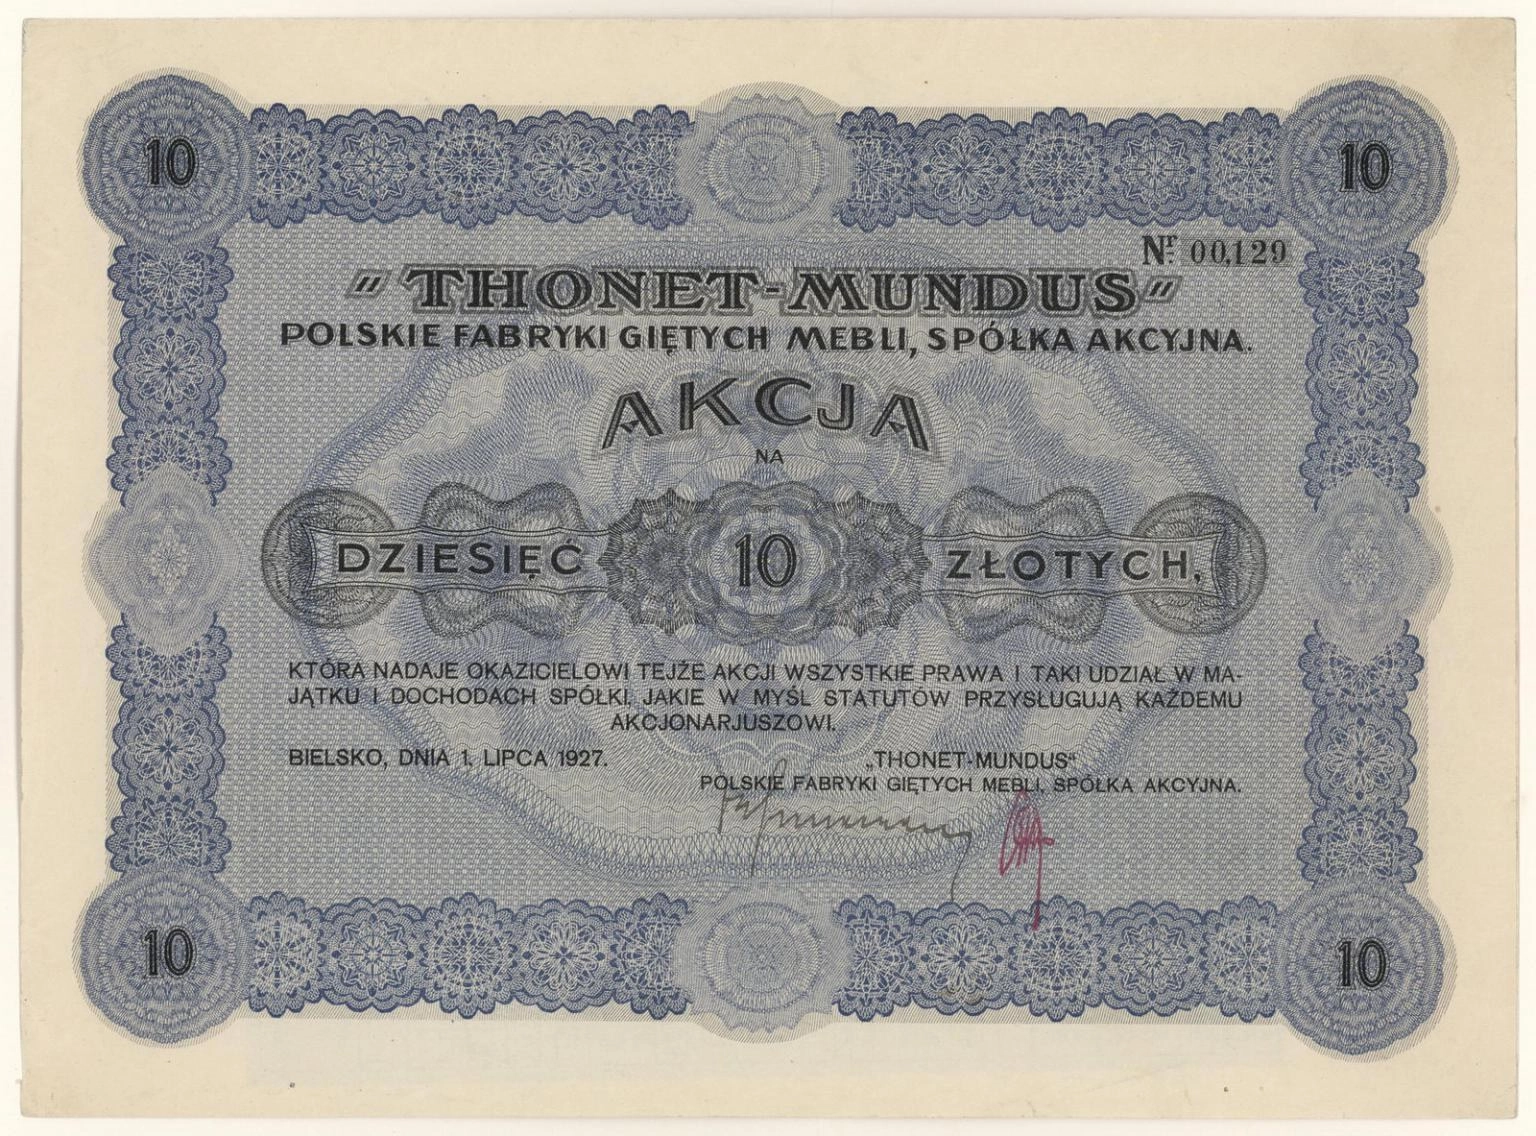 10
10
Nr. 00,129
"THONET-MUNDUS"
POLSKIE FABRYKI GIĘTYCH MEBLI, SPÓŁKA AKCYJNA.
AKCJA
NA
DZIESIĘĆ 10 ZŁOTYCH,
KTÓRA NADAJE OKAZICIELOWI TEJŻE AKCJI WSZYSTKIE PRAWA I TAKI UDZIAŁ W MA-
JĄTKU I DOCHODACH SPÓŁKI, JAKIE W MYŚL STATUTÓW PRZYSŁUGUJĄ KAŻDEMU
AKCJONARJUSZOWI.
BIELSKO, DNIA 1. LIPCA 1927.
„THONET-MUNDUS“
POLSKIE FABRYKI GIĘTYCH MEBLI, SPÓŁKA AKCYJNA.
10
10